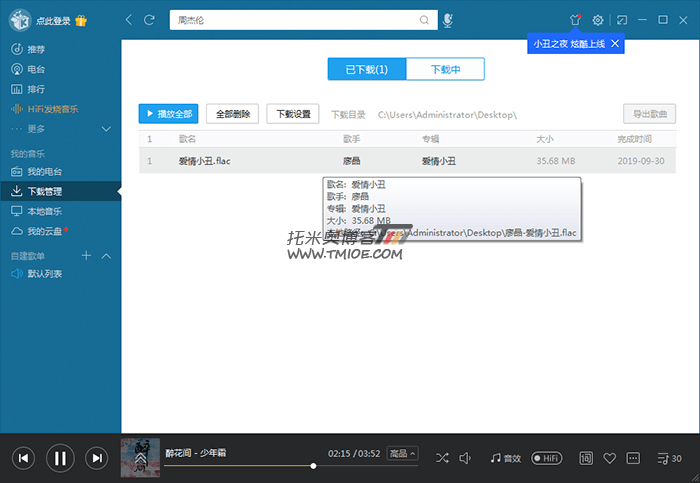 点此登录
周杰伦
小丑之夜 炫酷上线
推荐
电台
排行
HiFi发烧音乐
更多
我的音乐
我的电台
下载管理
本地音乐
我的云盘
自建歌单
默认列表
已下载(1)
下载中
播放全部
全部删除
下载设置
下载目录
C:\Users\Administrator\Desktop\
导出歌曲
1 歌名 歌手 专辑 大小 完成时间
1 爱情小丑.flac 廖昌 爱情小丑 35.68 MB 2019-09-30
歌名: 爱情小丑
歌手: 廖昌
专辑: 爱情小丑
大小: 35.68 MB
C:\Users\Administrator\Desktop\廖昌-爱情小丑.flac
托米奥博客
WWW.TMIOE.COM
醉花间 - 少年霜
02:15 / 03:52
高品
音效
HiFi
词
30